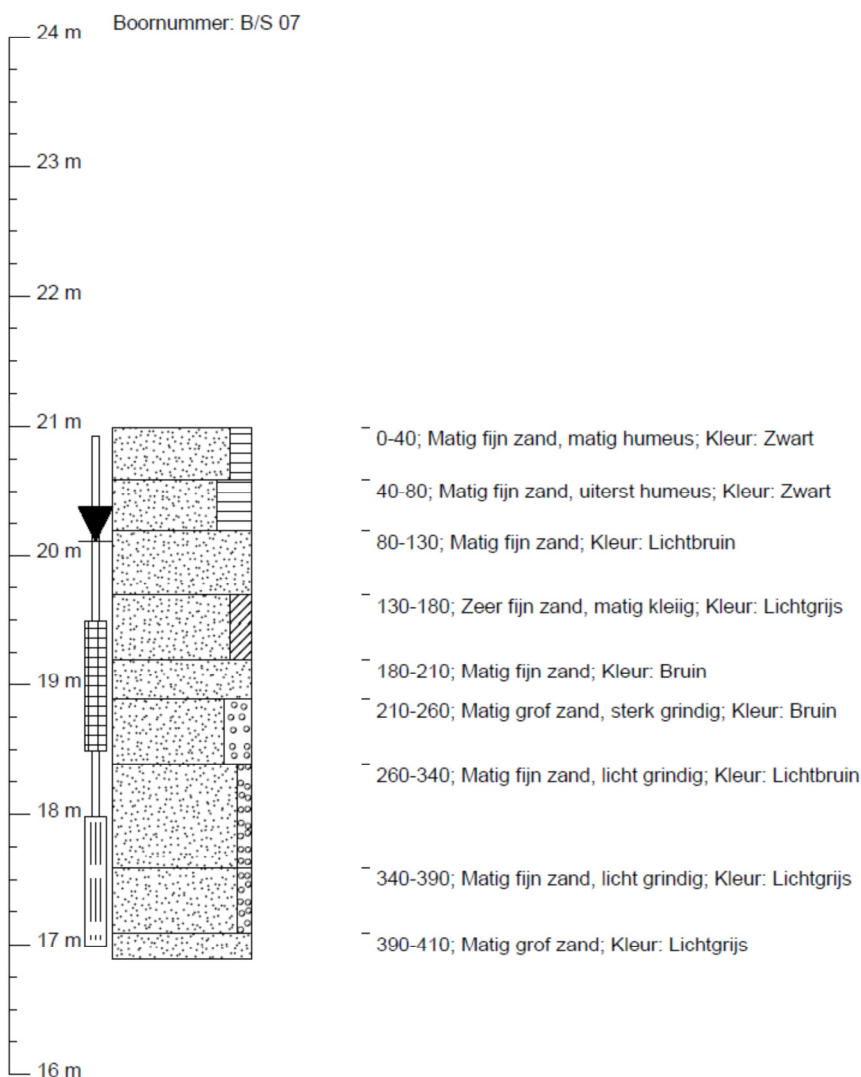 Boornummer: B/S 07
24 m
23 m
22 m
21 m
0-40; Matig fijn zand, matig humeus; Kleur: Zwart
40-80; Matig fijn zand, uiterst humeus; Kleur: Zwart
80-130; Matig fijn zand; Kleur: Lichtbruin
20 m
130-180; Zeer fijn zand, matig kleiig; Kleur: Lichtgrijs
180-210; Matig fijn zand; Kleur: Bruin
19 m
210-260; Matig grof zand, sterk grindig; Kleur: Bruin
260-340; Matig fijn zand, licht grindig; Kleur: Lichtbruin
18 m
340-390; Matig fijn zand, licht grindig; Kleur: Lichtgrijs
17 m
390-410; Matig grof zand; Kleur: Lichtgrijs
16 m